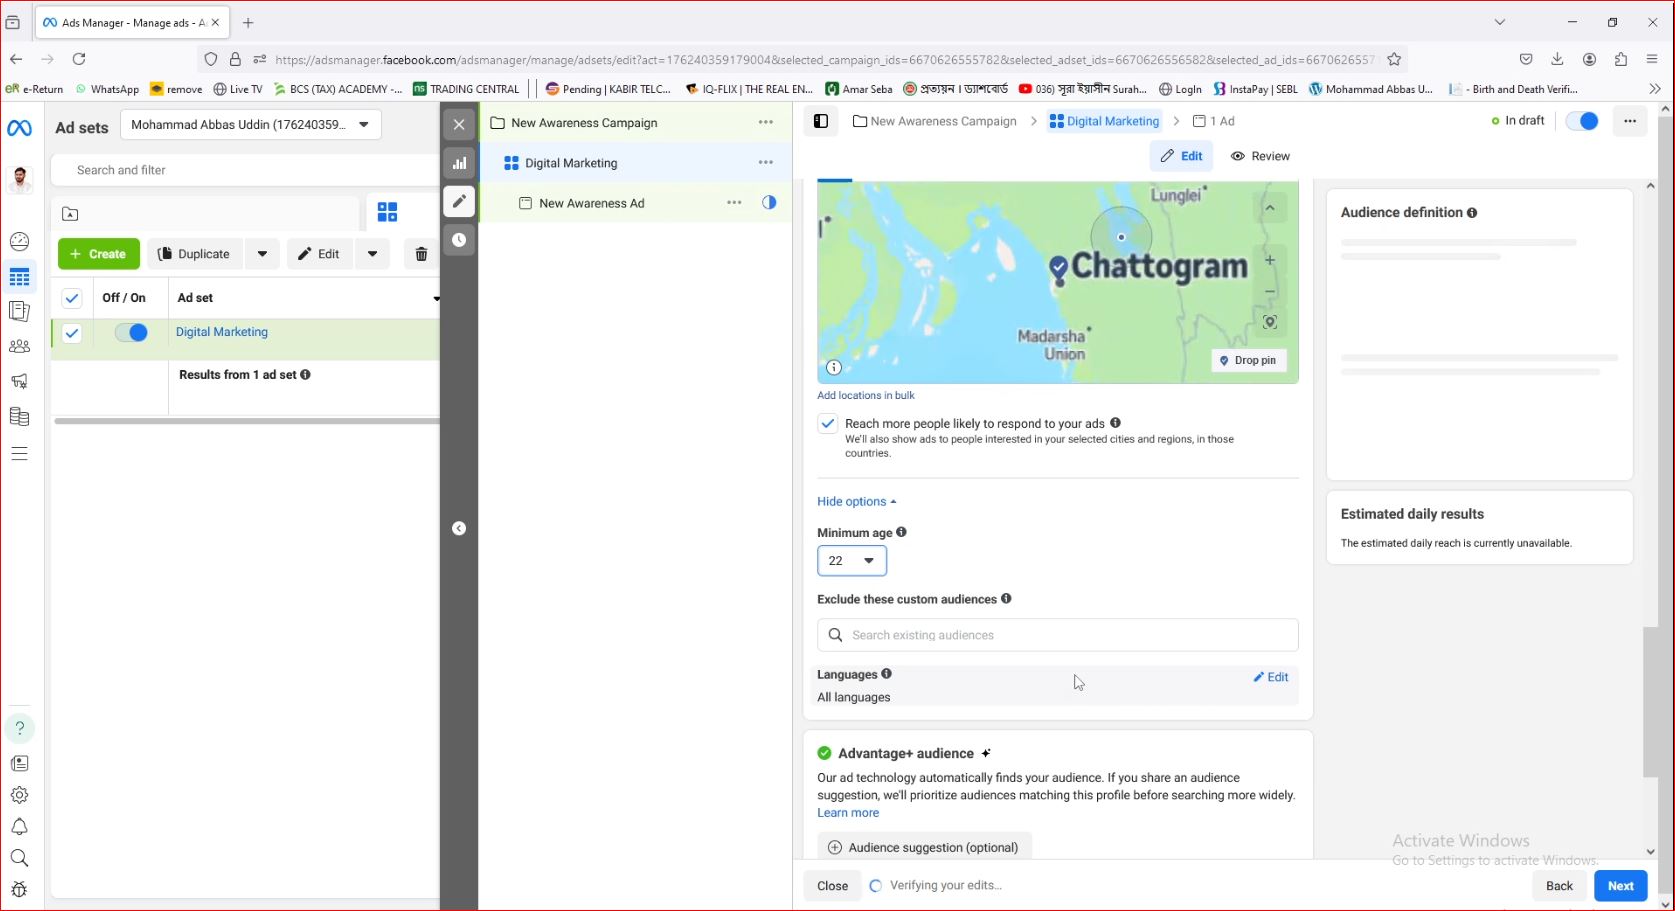 Ads Manager - Manage ads - A
https://adsmanager.facebook.com/adsmanager/manage/adsets/edit?act=176240359179004&selected_campaign_ids=6670626555782&selected_adset_ids=6670626556582&selected_ad_ids=667062655
e-Return
WhatsApp
remove
Live TV
BCS (TAX) ACADEMY -...
TRADING CENTRAL
Pending | KABIR TELC...
IQ-FLIX | THE REAL EN...
Amar Seba
প্রত্যয়ন । ড্যাশবোর্ড
036) সূরা ইয়াসীন Surah...
LogIn
InstaPay | SEBL
Mohammad Abbas U...
- Birth and Death Verifi...
Ad sets
Mohammad Abbas Uddin (176240359...
Search and filter
+ Create
Duplicate
Edit
Off / On
Ad set
Digital Marketing
Results from 1 ad set
New Awareness Campaign
Digital Marketing
New Awareness Ad
New Awareness Campaign > Digital Marketing > 1 Ad
In draft
Edit
Review
Lunglei
Chattogram
Madarsha
Union
Drop pin
Add locations in bulk
Reach more people likely to respond to your ads
We'll also show ads to people interested in your selected cities and regions, in those
countries.
Hide options
Minimum age
22
Exclude these custom audiences
Search existing audiences
Languages
Edit
All languages
Advantage+ audience
Our ad technology automatically finds your audience. If you share an audience
suggestion, we'll prioritize audiences matching this profile before searching more widely.
Learn more
Audience suggestion (optional)
Audience definition
Estimated daily results
The estimated daily reach is currently unavailable.
Activate Windows
Go to Settings to activate Windows.
Close
Verifying your edits...
Back
Next